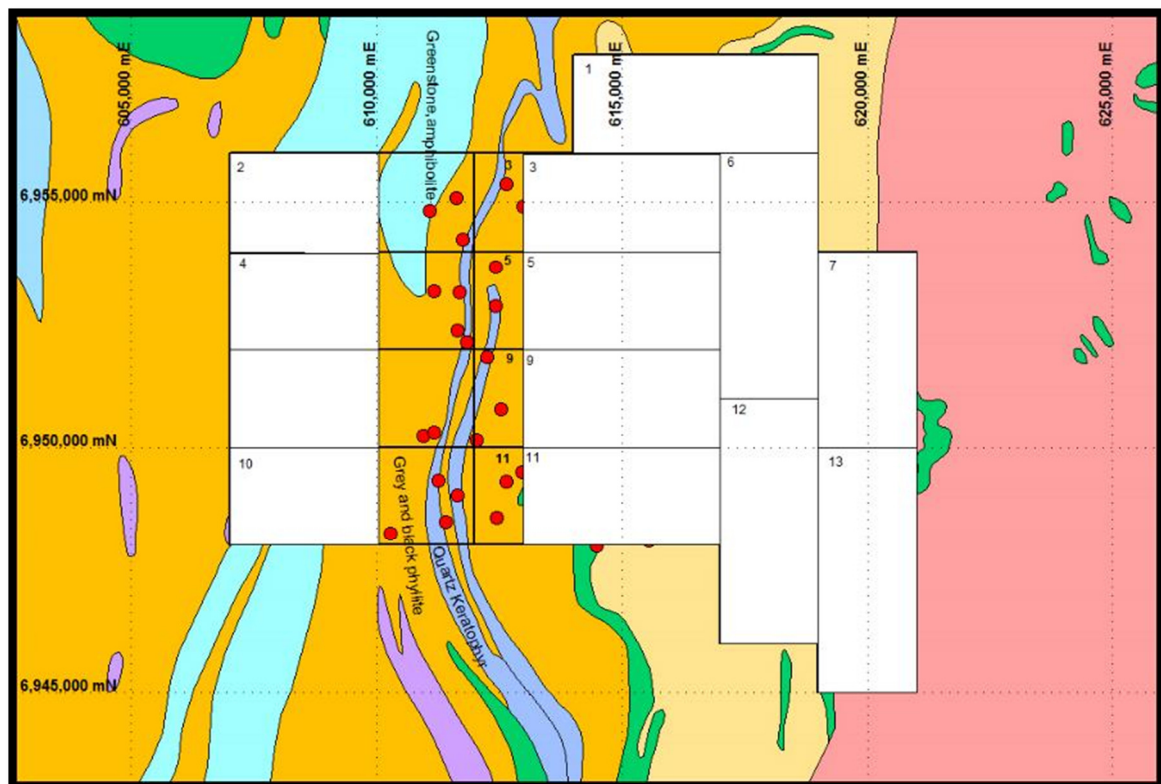 605,000 mE
610,000 mE
615,000 mE
620,000 mE
625,000 mE
Greenstone,amphibolite
1
2
3
3
6
6,955,000 mN
4
5
5
7
9
9
12
6,950,000 mN
10
11
11
13
Grey and black phyllite
Quartz Keratophyr
6,945,000 mN